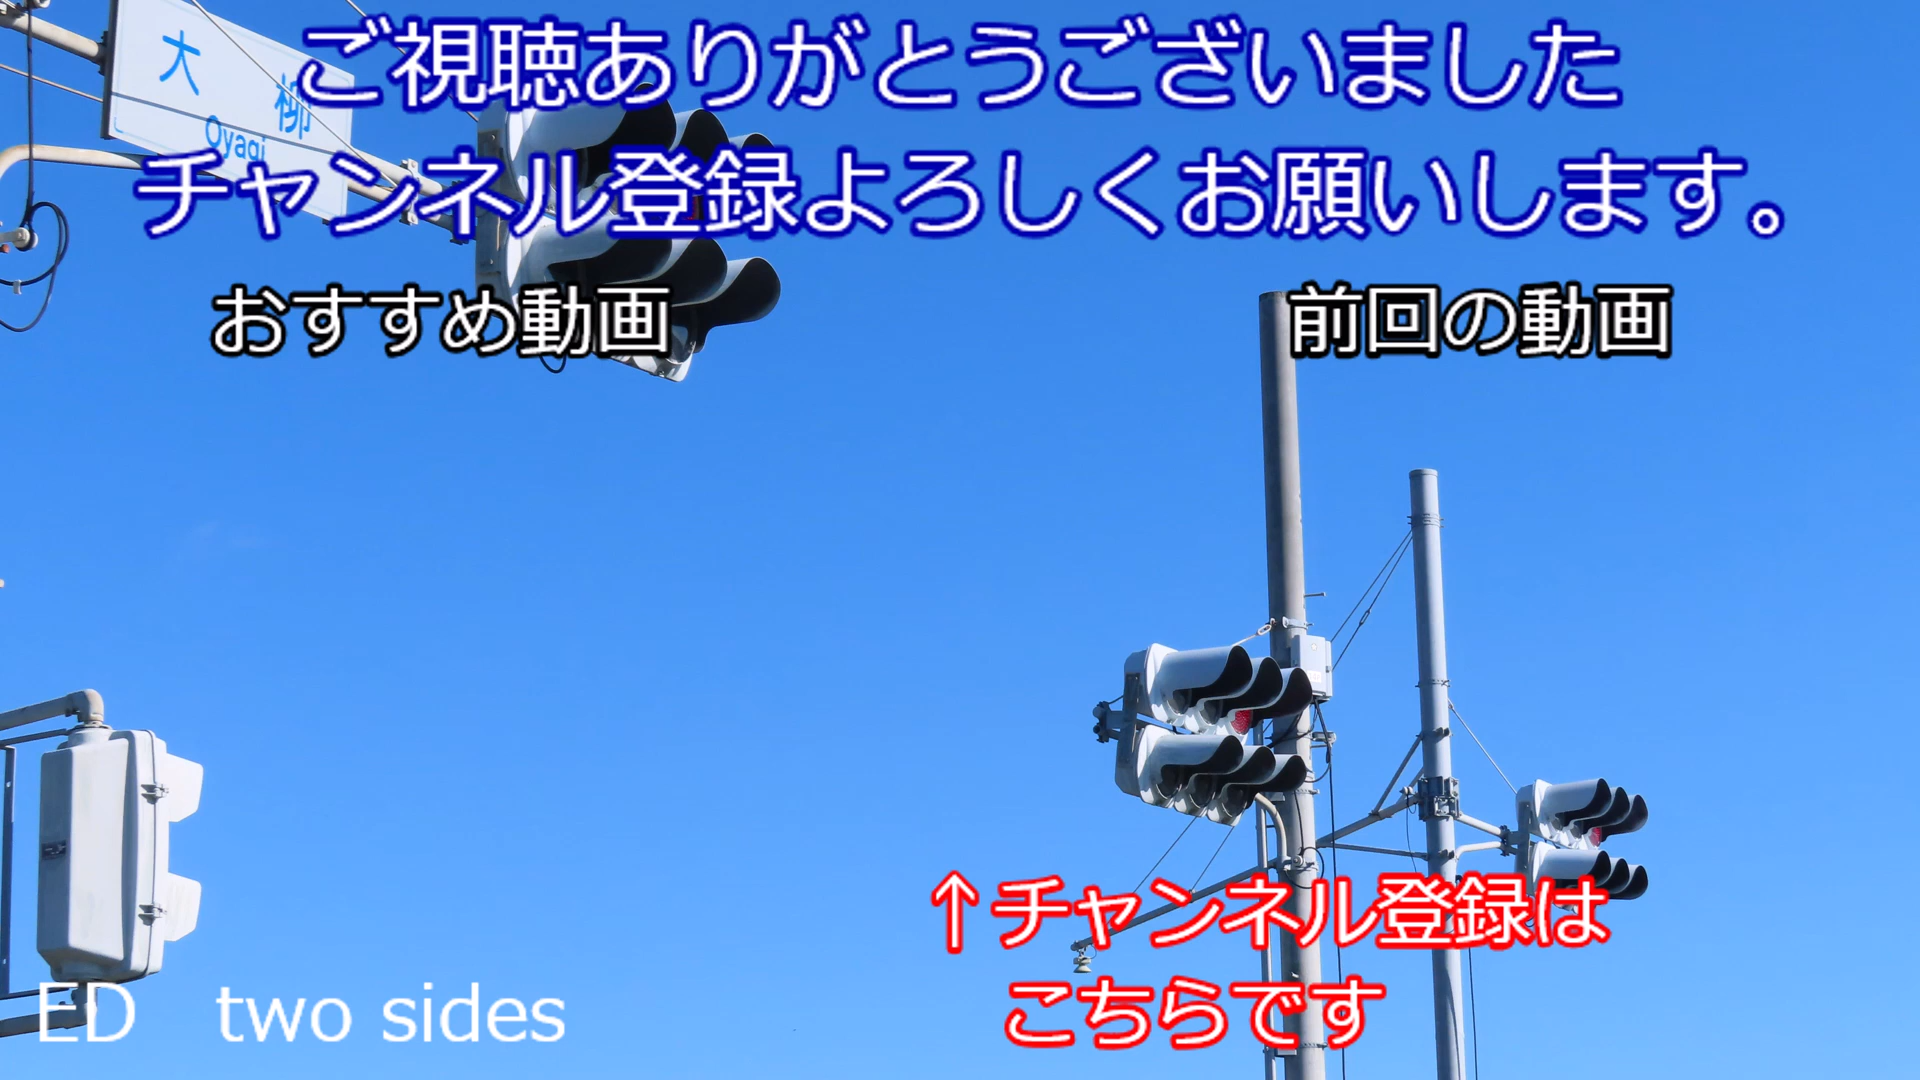 大柳
Oyagi
ご視聴ありがとうございました
チャンネル登録よろしくお願いします。
おすすめ動画
前回の動画
↑チャンネル登録は
こちらです
ED two sides